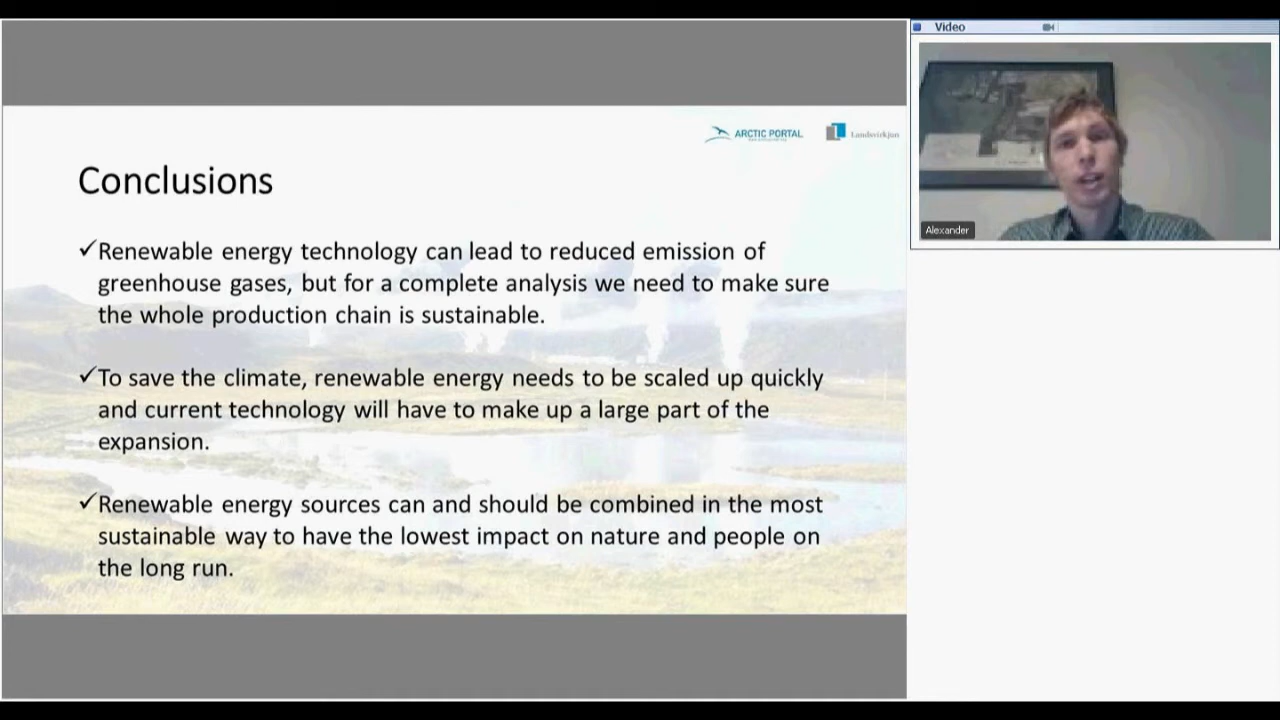 Video
ARCTIC PORTAL
Landsvirkjun
Alexander
Conclusions
✓Renewable energy technology can lead to reduced emission of
greenhouse gases, but for a complete analysis we need to make sure
the whole production chain is sustainable.
✓To save the climate, renewable energy needs to be scaled up quickly
and current technology will have to make up a large part of the
expansion.
✓Renewable energy sources can and should be combined in the most
sustainable way to have the lowest impact on nature and people on
the long run.